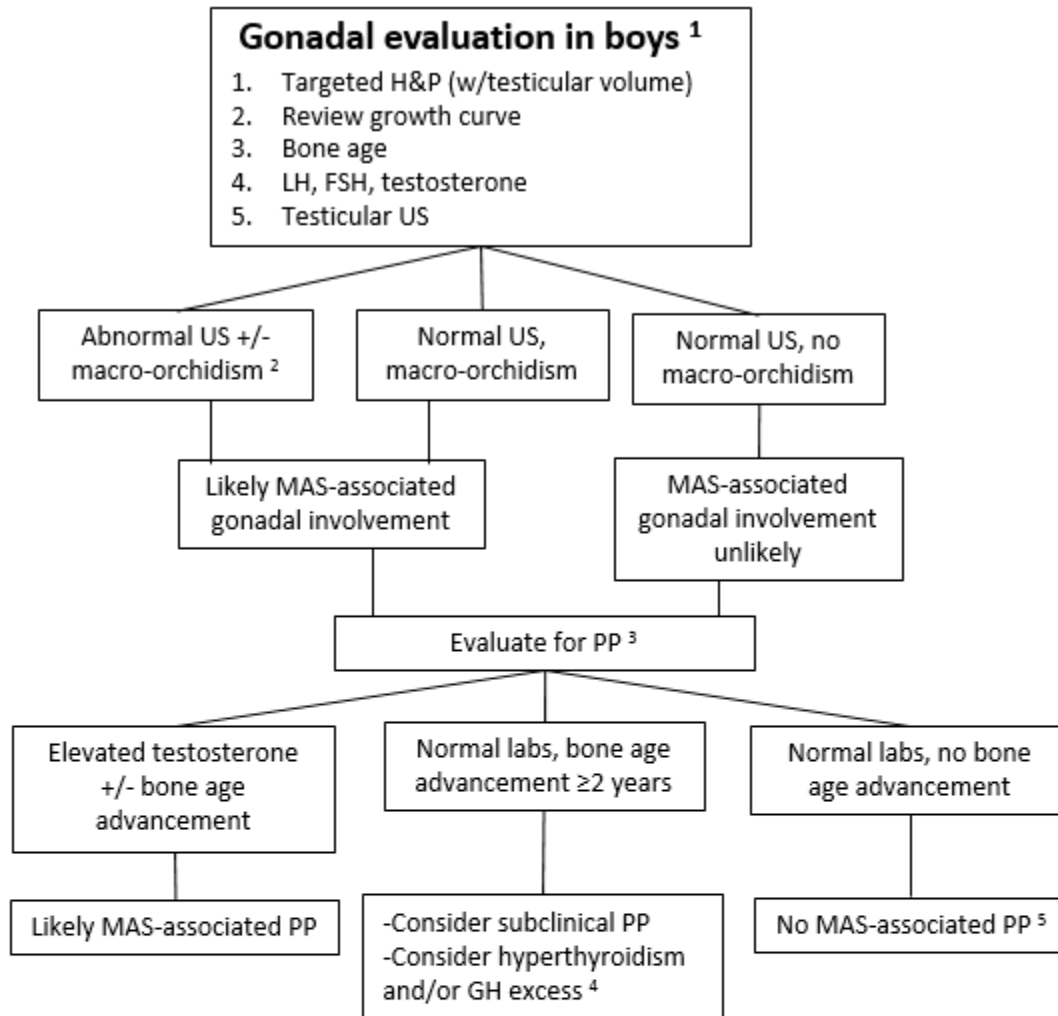 Gonadal evaluation in boys ¹
1. Targeted H&P (w/testicular volume)
2. Review growth curve
3. Bone age
4. LH, FSH, testosterone
5. Testicular US
Abnormal US +/-
macro-orchidism ²
Normal US,
macro-orchidism
Normal US, no
macro-orchidism
Likely MAS-associated
gonadal involvement
MAS-associated
gonadal involvement
unlikely
Evaluate for PP ³
Elevated testosterone
+/- bone age
advancement
Normal labs, bone age
advancement ≥2 years
Normal labs, no bone
age advancement
Likely MAS-associated PP
-Consider subclinical PP
-Consider hyperthyroidism
and/or GH excess ⁴
No MAS-associated PP ⁵